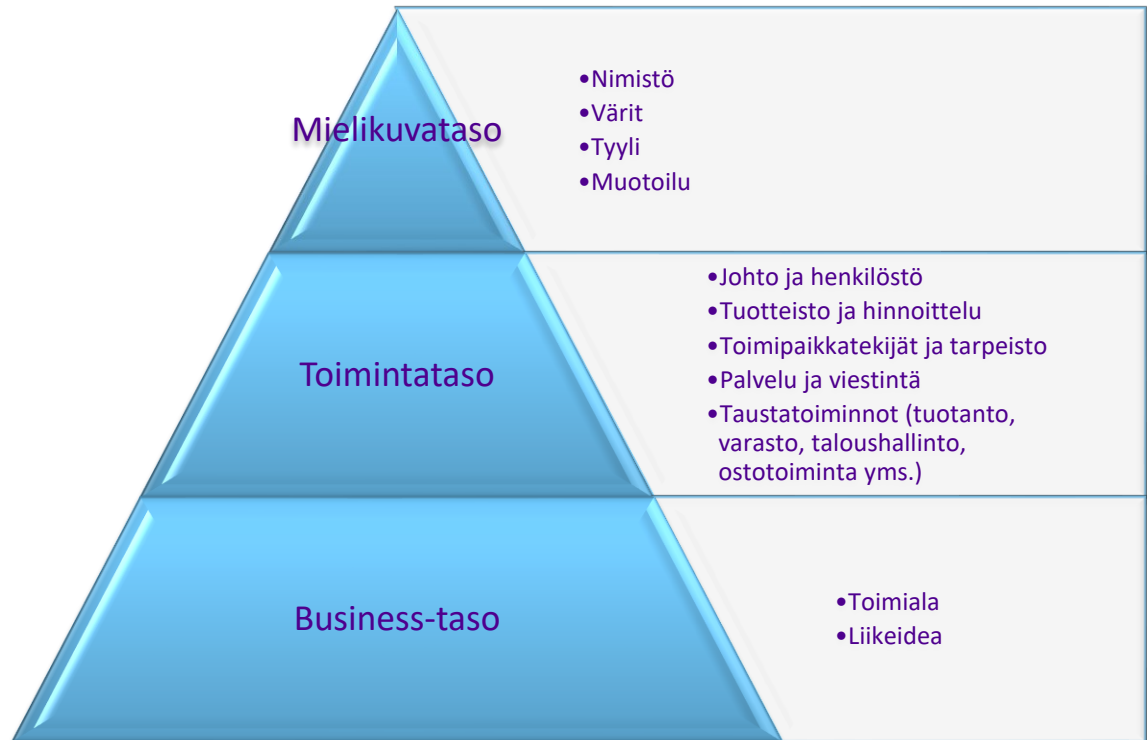 Mielikuvataso
•Nimistö
•Värit
•Tyyli
•Muotoilu
Toimintataso
•Johto ja henkilöstö
•Tuotteisto ja hinnoittelu
•Toimipaikkatekijät ja tarpeisto
•Palvelu ja viestintä
•Taustatoiminnot (tuotanto,
varasto, taloushallinto,
ostotoiminta yms.)
Business-taso
•Toimiala
•Liikeidea